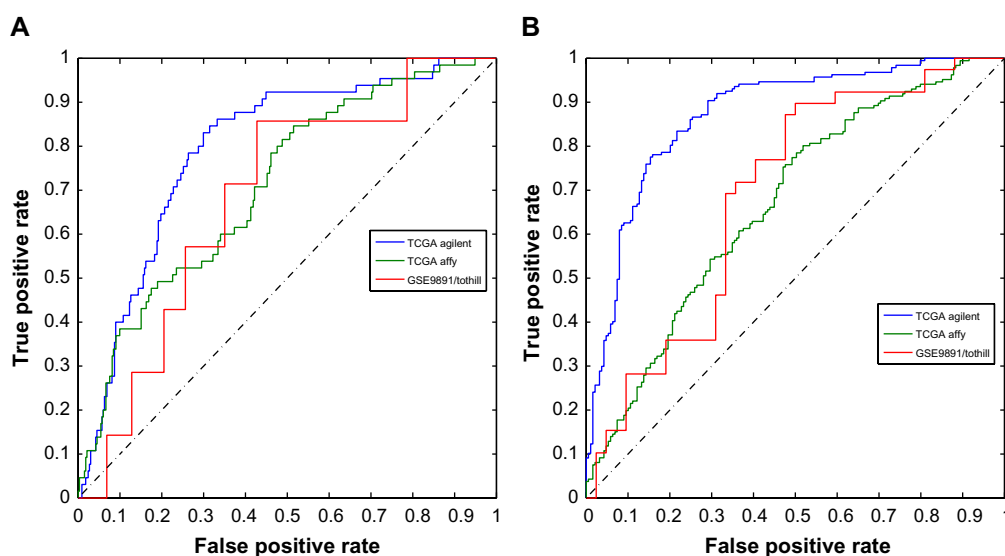 A
True positive rate
1
0.9
0.8
0.7
0.6
0.5
0.4
0.3
0.2
0.1
0
TCGA agilent
TCGA affy
GSE9891/tothill
0 0.1 0.2 0.3 0.4 0.5 0.6 0.7 0.8 0.9 1
False positive rate
B
True positive rate
1
0.9
0.8
0.7
0.6
0.5
0.4
0.3
0.2
0.1
0
TCGA agilent
TCGA affy
GSE9891/tothill
0 0.1 0.2 0.3 0.4 0.5 0.6 0.7 0.8 0.9 1
False positive rate